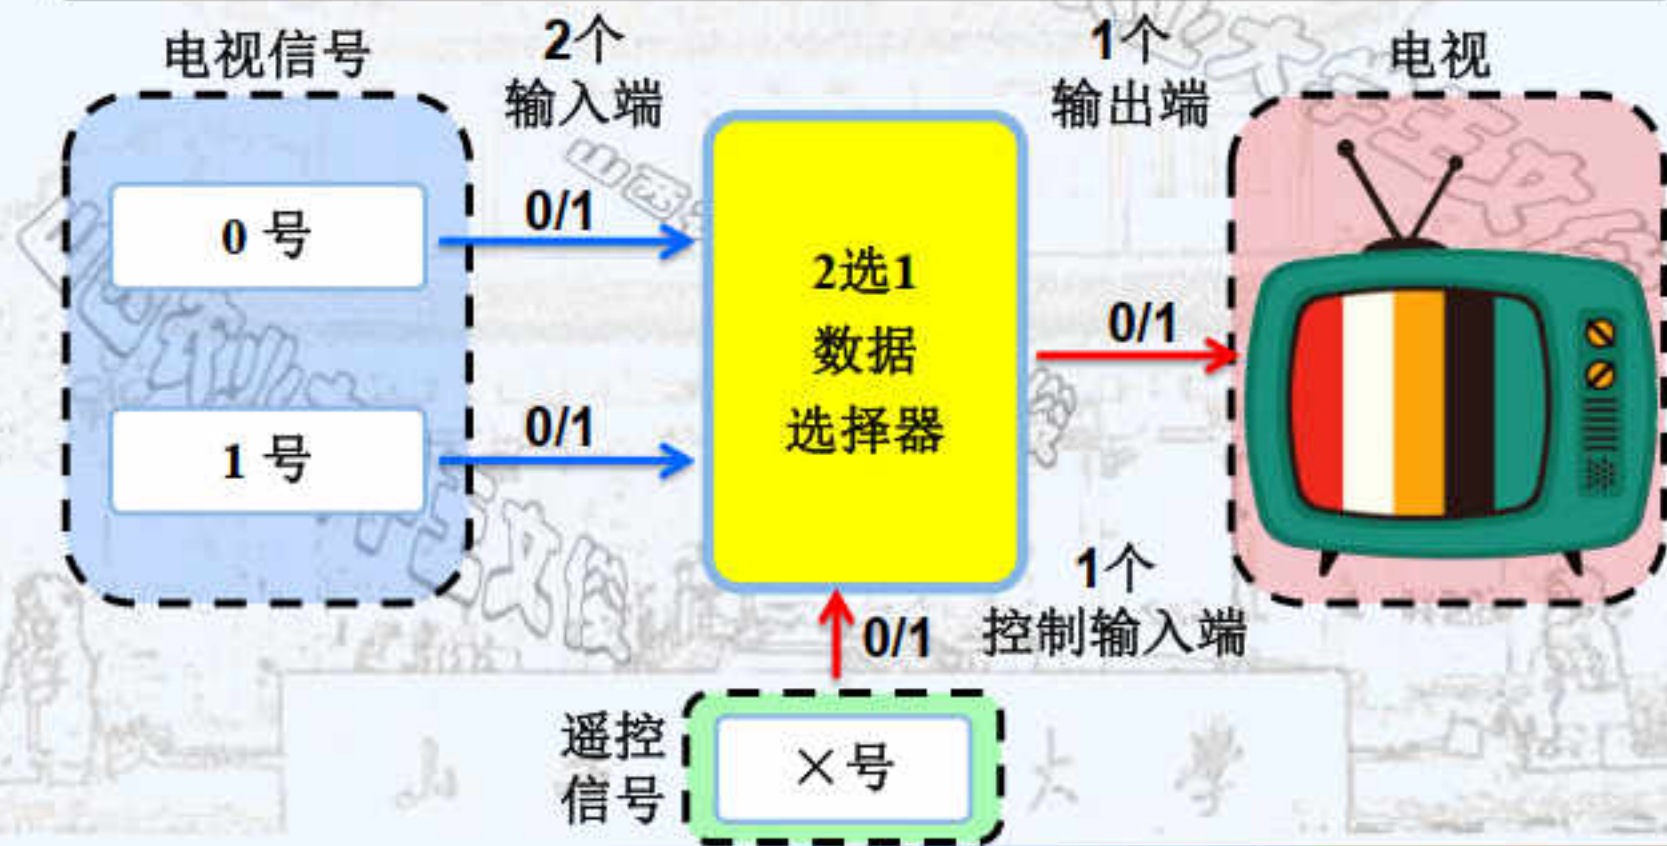 电视信号
2个
输入端
1个
输出端
电视
0 号
0/1
1 号
0/1
2选1
数据
选择器
0/1
0/1
1个
控制输入端
遥控
信号
×号
大 学